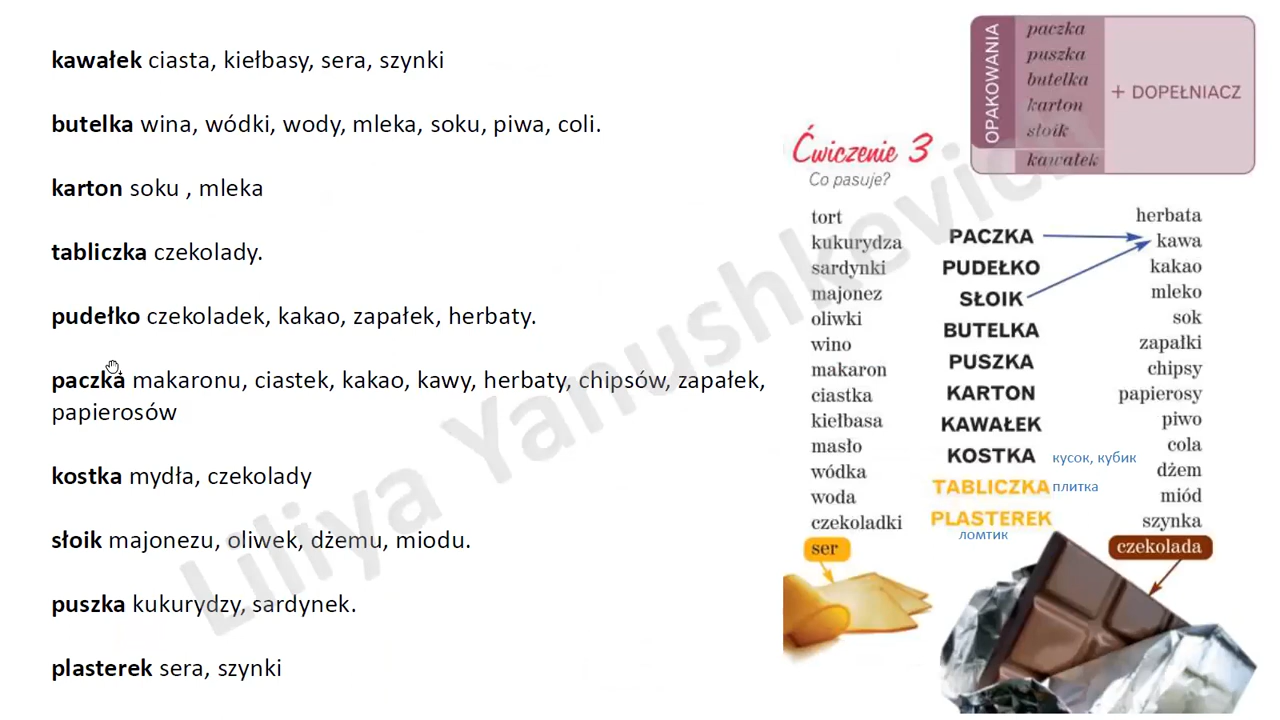 kawałek ciasta, kiełbasy, sera, szynki
butelka wina, wódki, wody, mleka, soku, piwa, coli.
karton soku , mleka
tabliczka czekolady.
pudełko czekoladek, kakao, zapałek, herbaty.
paczka makaronu, ciastek, kakao, kawy, herbaty, chipsów, zapałek,
papierosów
kostka mydła, czekolady
słoik majonezu, oliwek, dżemu, miodu.
puszka kukurydzy, sardynek.
plasterek sera, szynki
OPAKOWANIA
paczka
puszka
butelka
karton
słoik
kawałek
+ DOPEŁNIACZ
Ćwiczenie 3
Co pasuje?
tort
kukurydza
sardynki
majonez
oliwki
wino
makaron
ciastka
kiełbasa
masło
wódka
woda
czekoladki
ser
PACZKA
PUDEŁKO
SŁOIK
BUTELKA
PUSZKA
KARTON
KAWAŁEK
KOSTKA кусок, кубик
TABLICZKA плитка
PLASTEREK
ломтик
herbata
kawa
kakao
mleko
sok
zapałki
chipsy
papierosy
piwo
cola
dżem
miód
szynka
czekolada
Liliya Yanushkevich